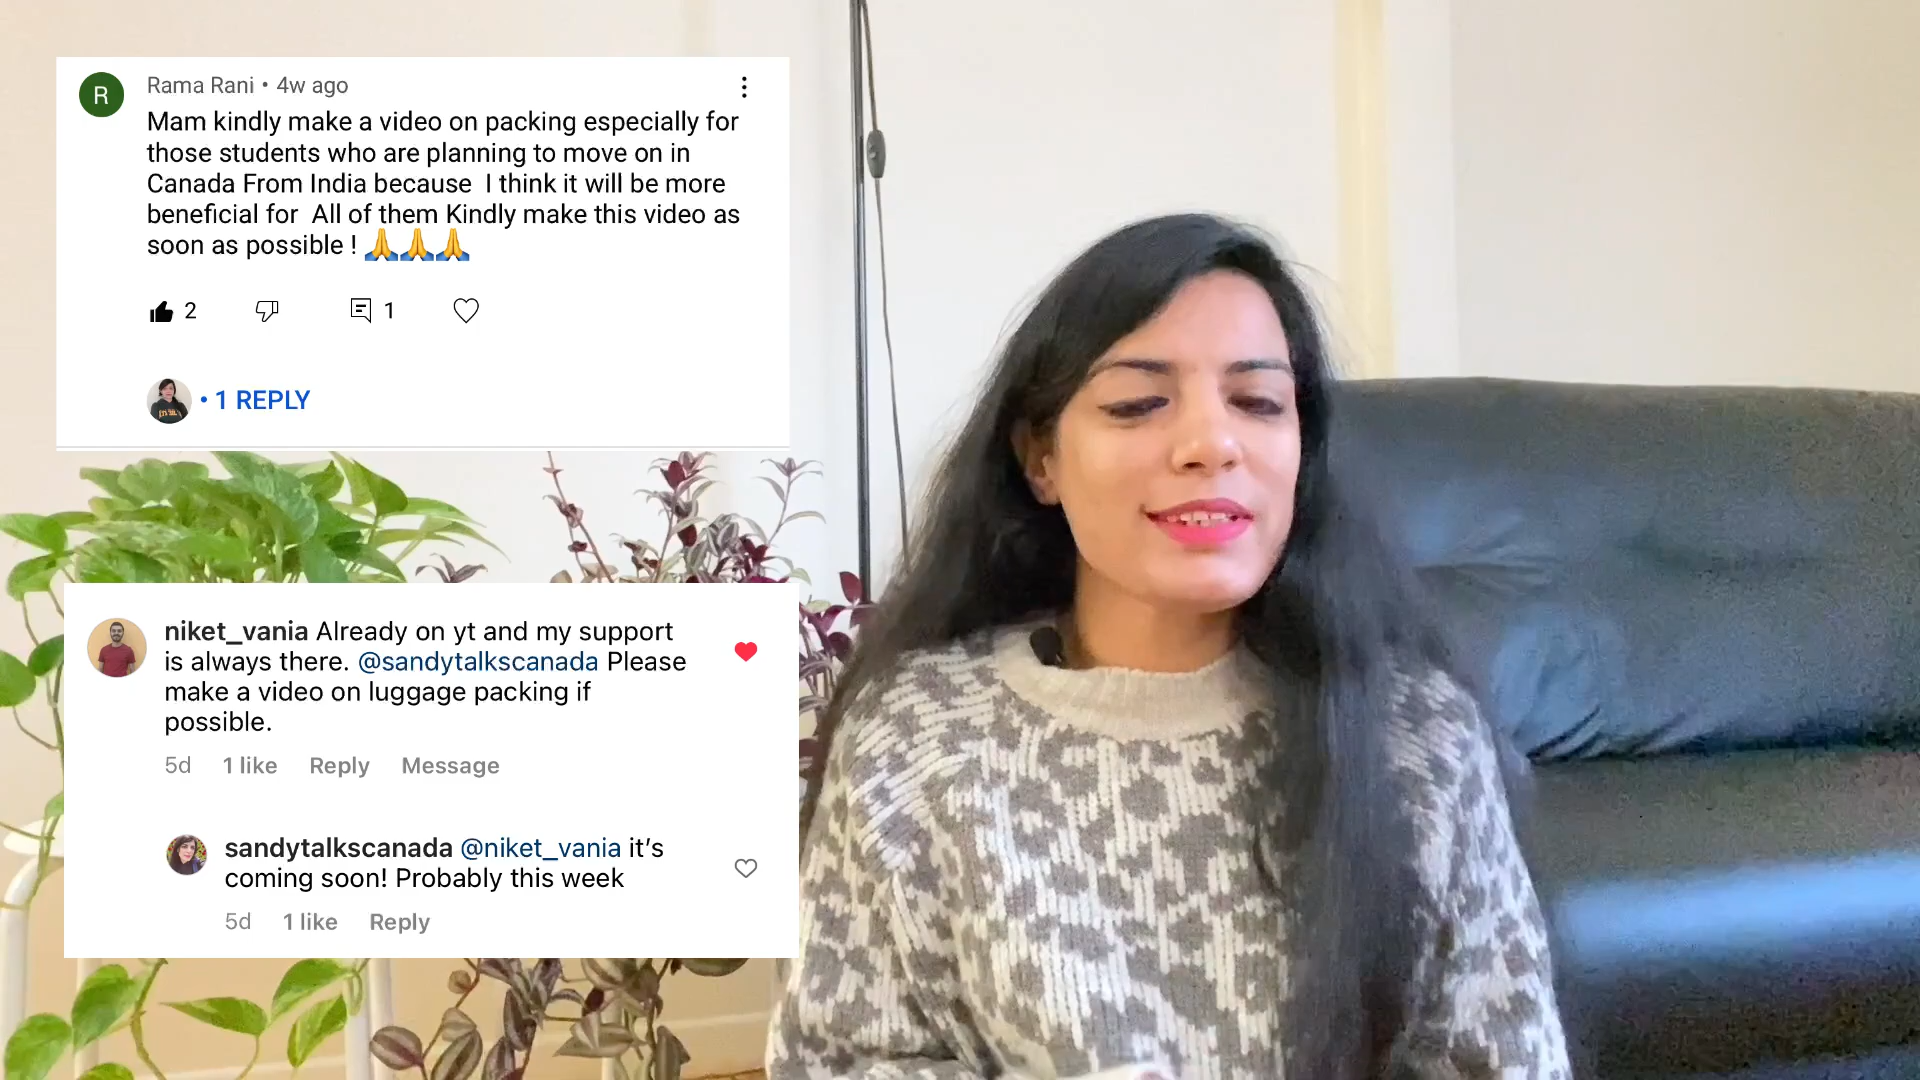 R
Rama Rani • 4w ago
Mam kindly make a video on packing especially for
those students who are planning to move on in
Canada From India because I think it will be more
beneficial for All of them Kindly make this video as
soon as possible ! 🙏🙏🙏
2
1
• 1 REPLY
niket_vania Already on yt and my support
is always there. @sandytalkscanada Please
make a video on luggage packing if
possible.
5d 1 like Reply Message
sandytalkscanada @niket_vania it’s
coming soon! Probably this week
5d 1 like Reply